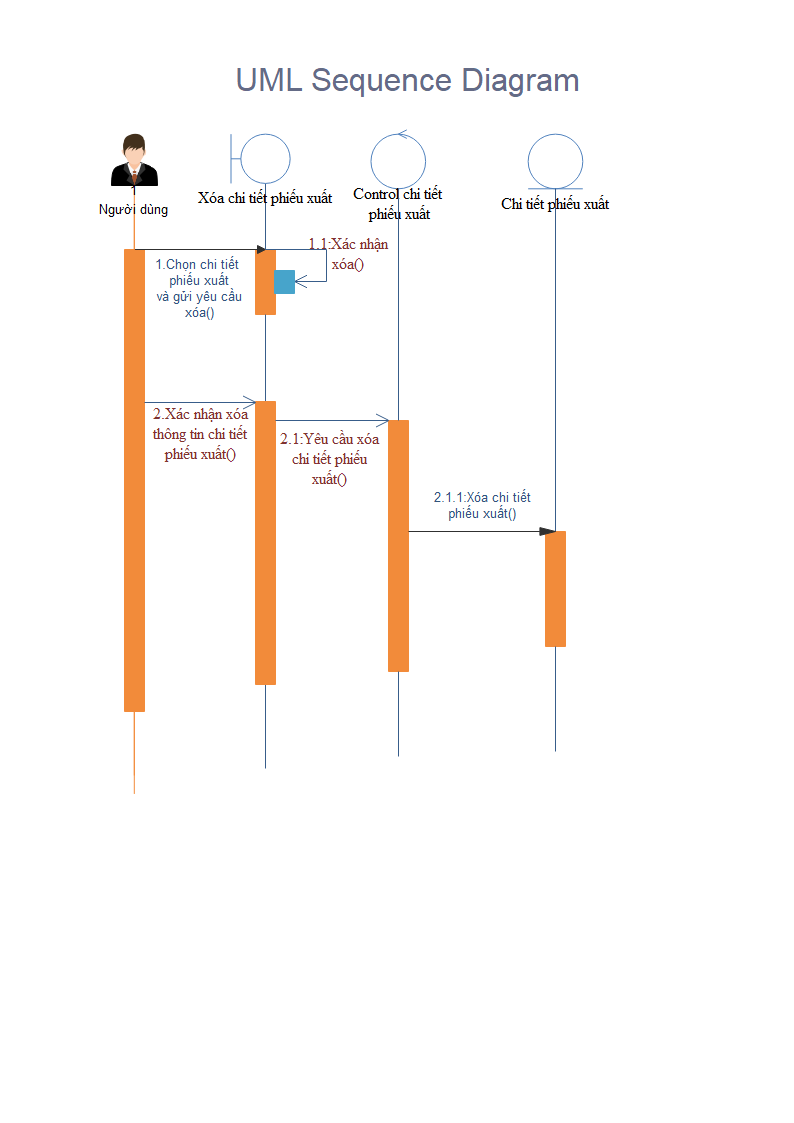 UML Sequence Diagram
Người dùng
Xóa chi tiết phiếu xuất
Control chi tiết
phiếu xuất
Chi tiết phiếu xuất
1.Chọn chi tiết
phiếu xuất
và gửi yêu cầu
xóa()
1.1:Xác nhận
xóa()
2.Xác nhận xóa
thông tin chi tiết
phiếu xuất()
2.1:Yêu cầu xóa
chi tiết phiếu
xuất()
2.1.1:Xóa chi tiết
phiếu xuất()